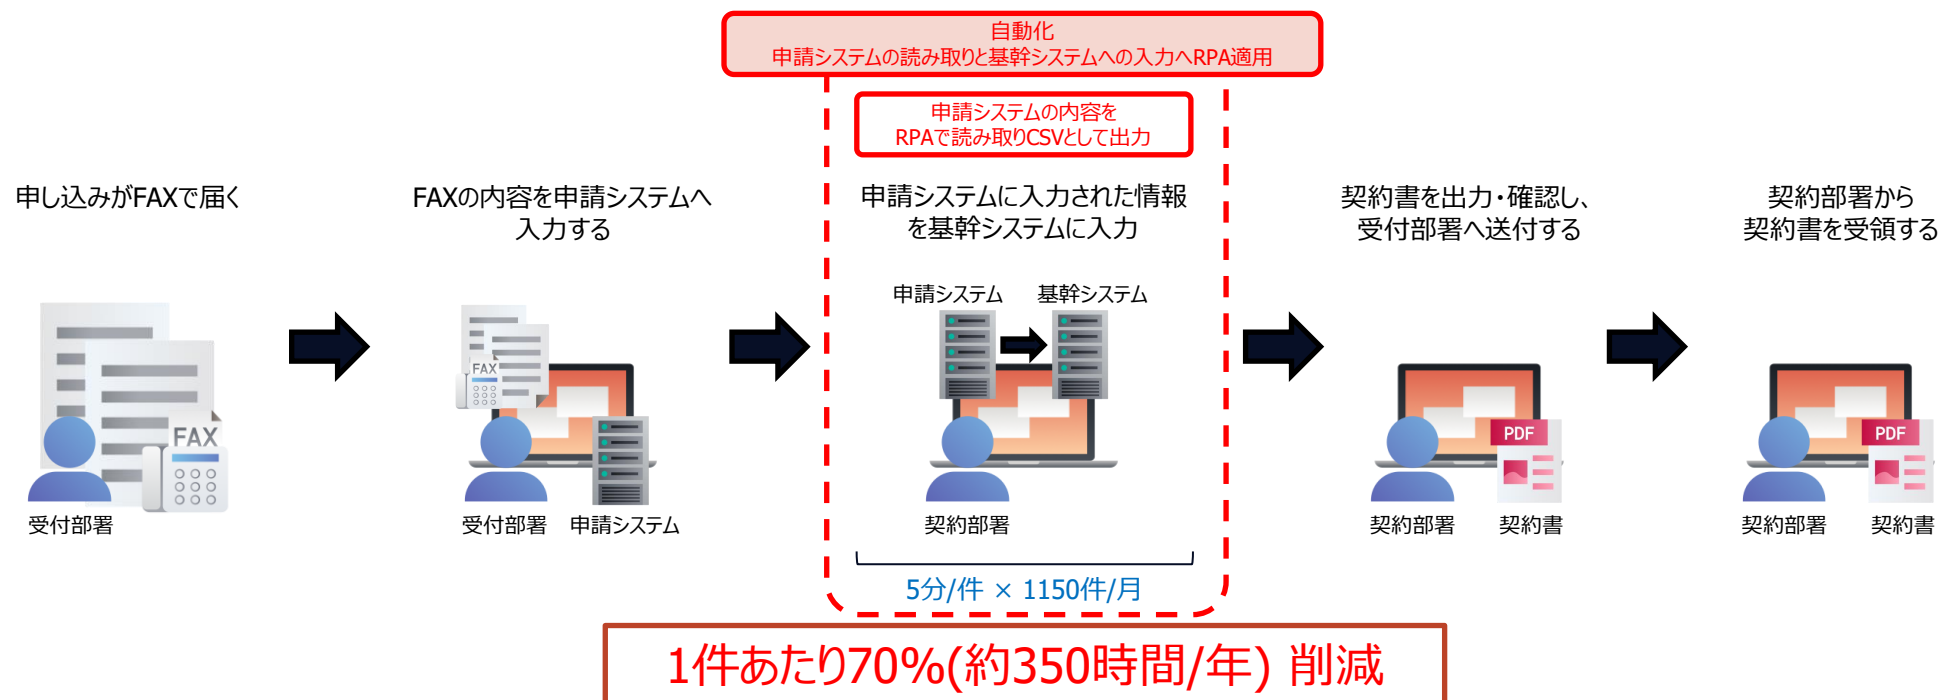 自動化
申請システムの読み取りと基幹システムへの入力へRPA適用
申請システムの内容を
RPAで読み取りCSVとして出力
申し込みがFAXで届く
FAXの内容を申請システムへ
入力する
申請システムに入力された情報
を基幹システムに入力
契約書を出力・確認し、
受付部署へ送付する
契約部署から
契約書を受領する
FAX
受付部署
FAX
受付部署 申請システム
申請システム 基幹システム
契約部署
PDF
契約部署 契約書
PDF
契約部署 契約書
5分/件 × 1150件/月
1件あたり70%(約350時間/年) 削減